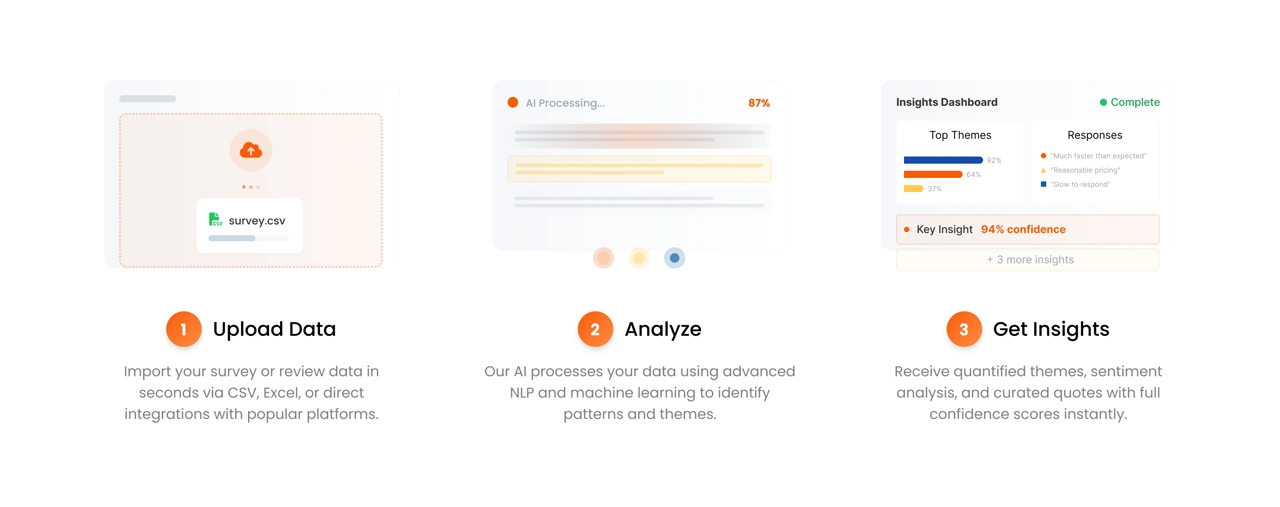 CSV
survey.csv
1 Upload Data
Import your survey or review data in
seconds via CSV, Excel, or direct
integrations with popular platforms.
AI Processing...
87%
2 Analyze
Our AI processes your data using advanced
NLP and machine learning to identify
patterns and themes.
Insights Dashboard
Complete
Top Themes
92%
64%
37%
Responses
"Much faster than expected"
"Reasonable pricing"
"Slow to respond"
Key Insight 94% confidence
+ 3 more insights
3 Get Insights
Receive quantified themes, sentiment
analysis, and curated quotes with full
confidence scores instantly.